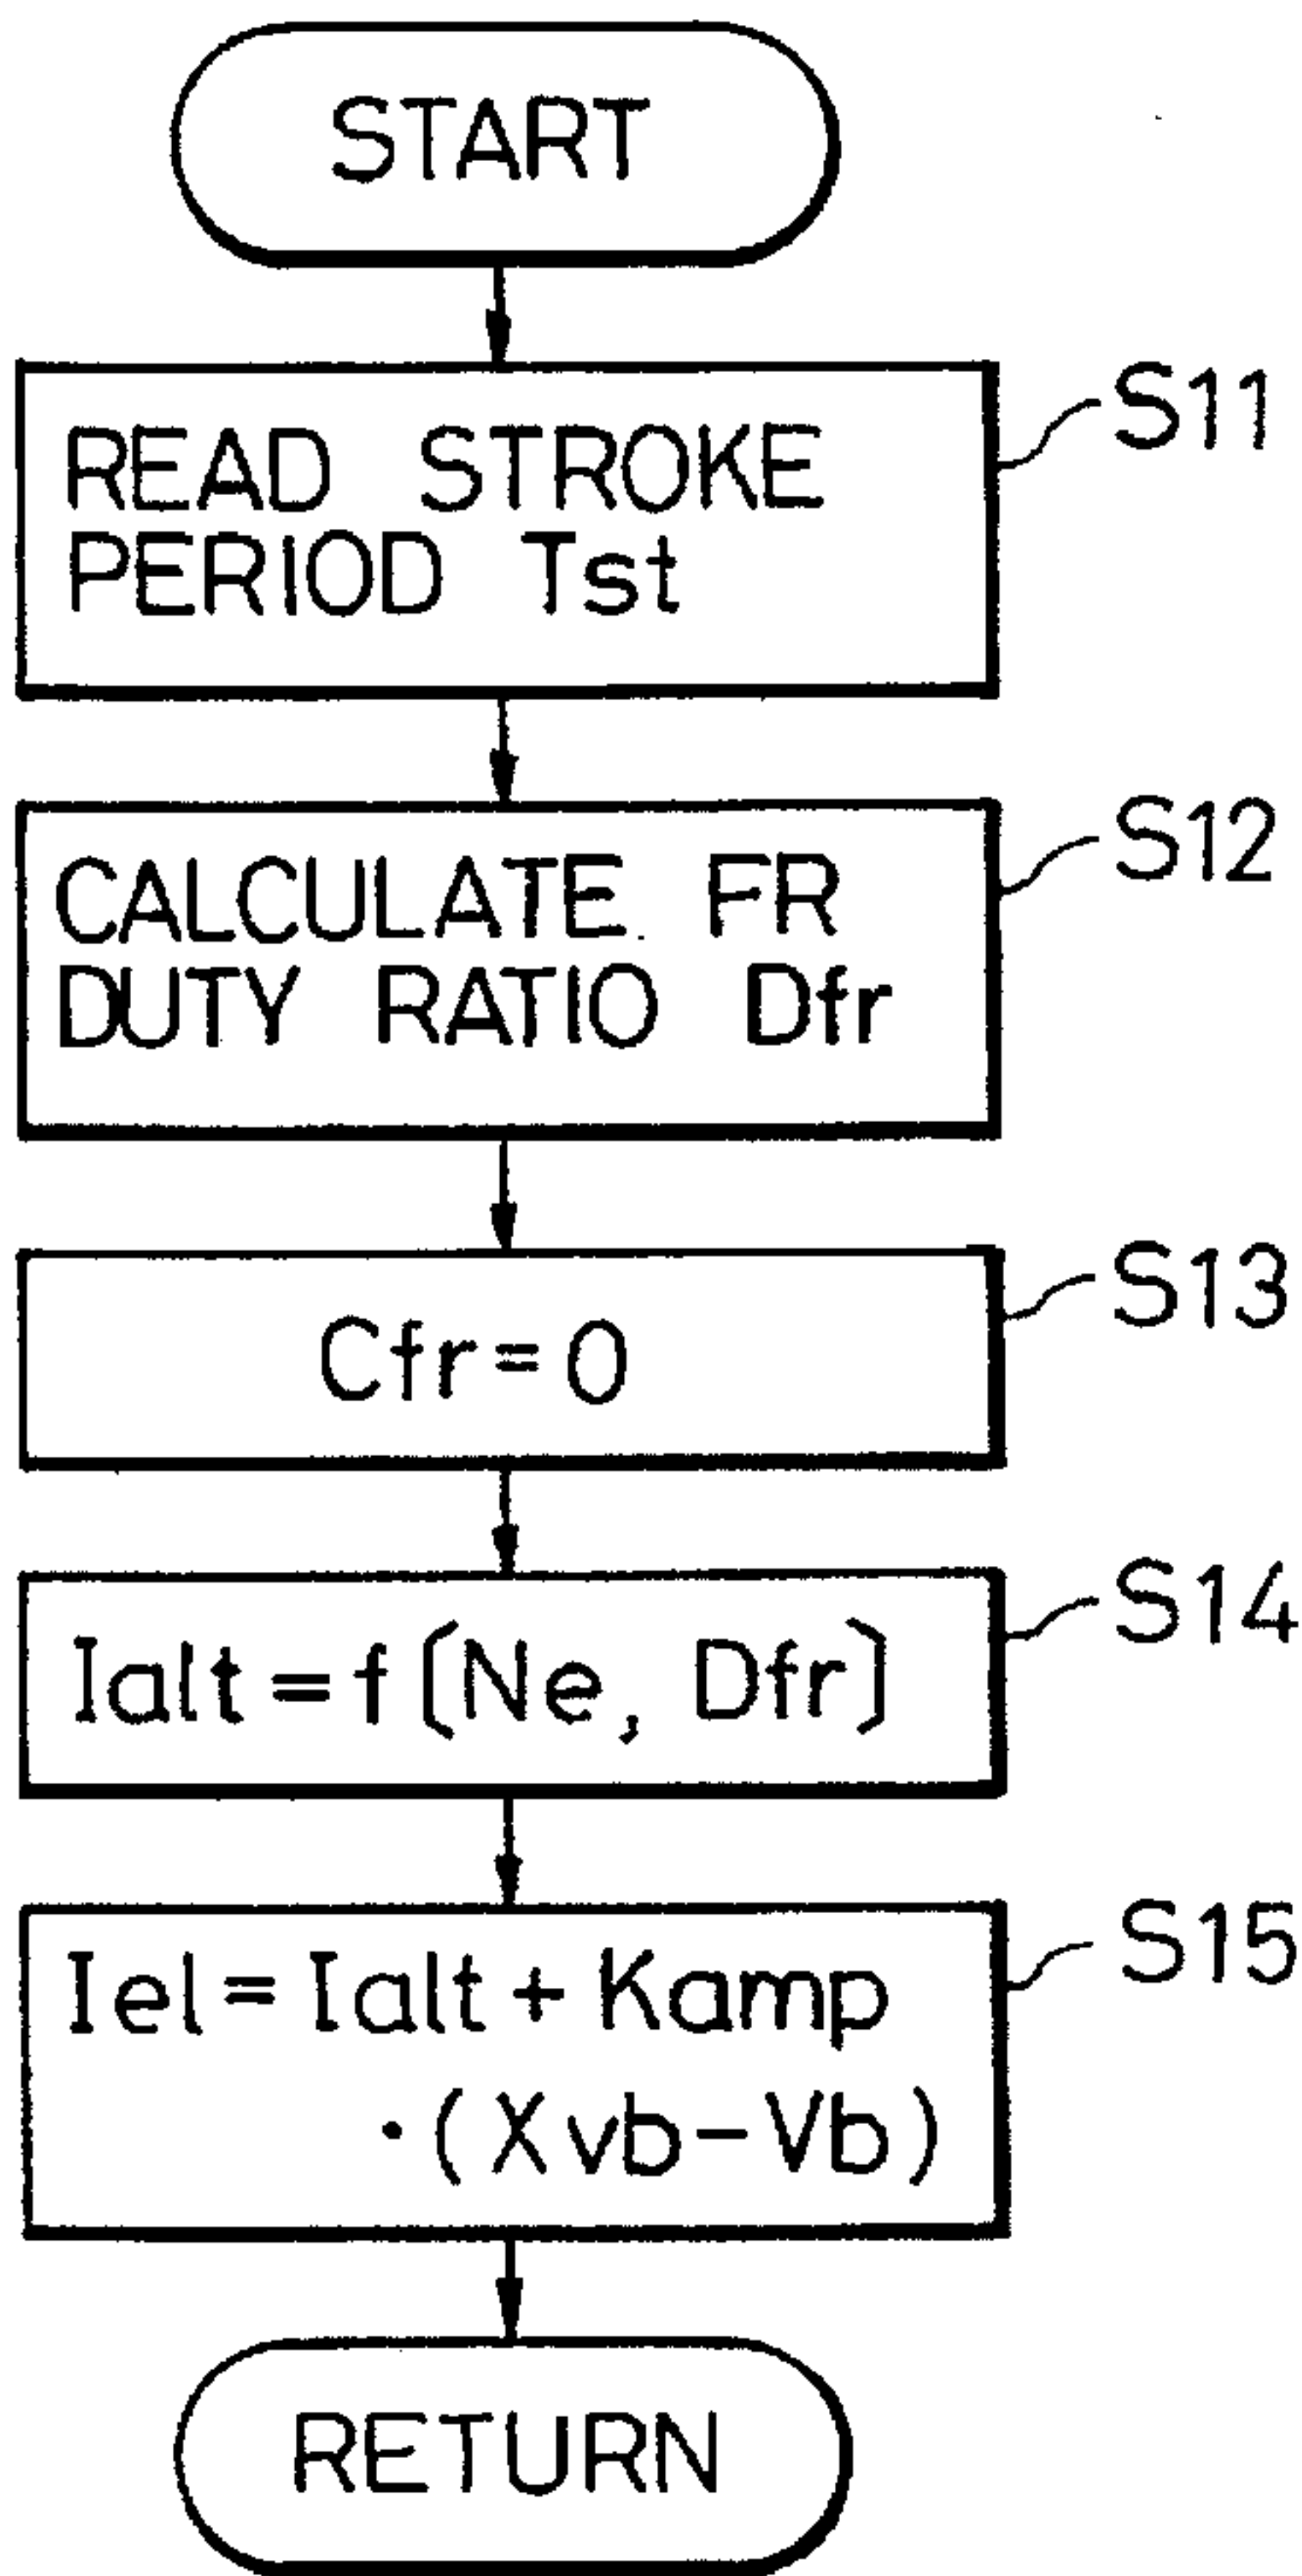 START
READ STROKE
PERIOD Tst
S11
CALCULATE FR
DUTY RATIO Dfr
S12
Cfr=0
S13
Ialt=f[Ne, Dfr]
S14
Iel=Ialt+Kamp
·(Xvb-Vb)
S15
RETURN